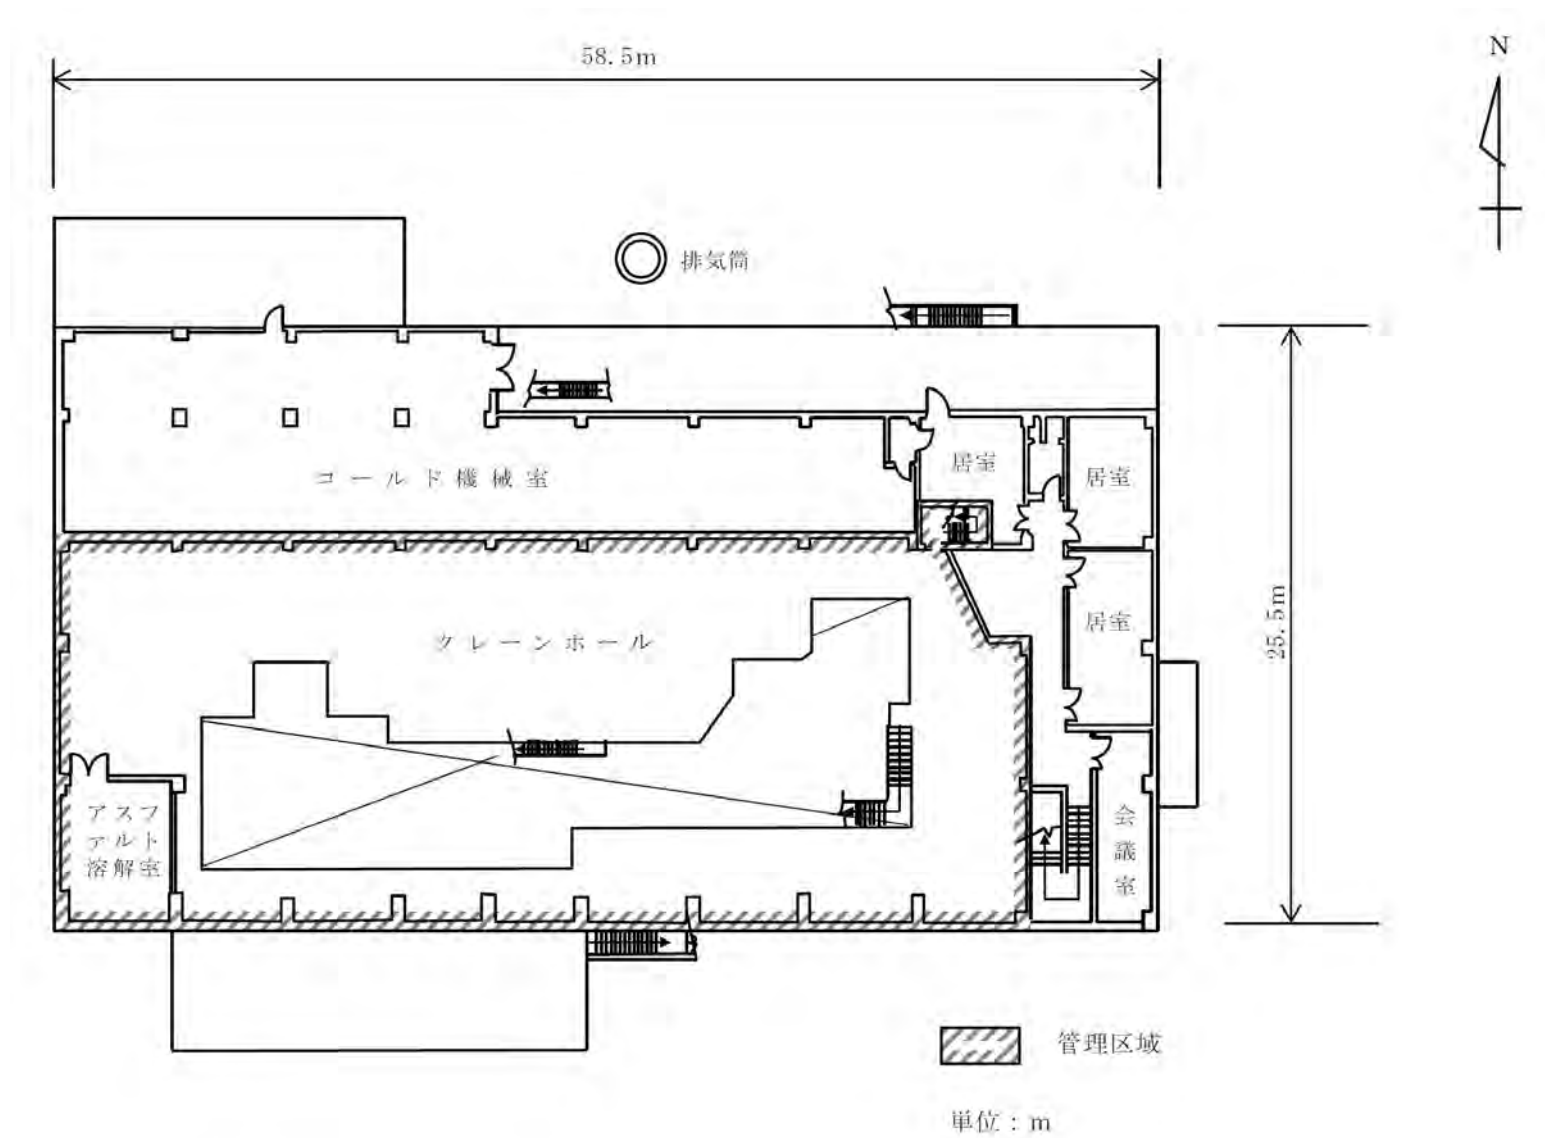 58.5m
N
排気筒
居室
居室
ゴールド機械室
居室
クレーンホール
25.5m
アスフ
ァルト
溶解室
会
議
室
管理区域
単位：m